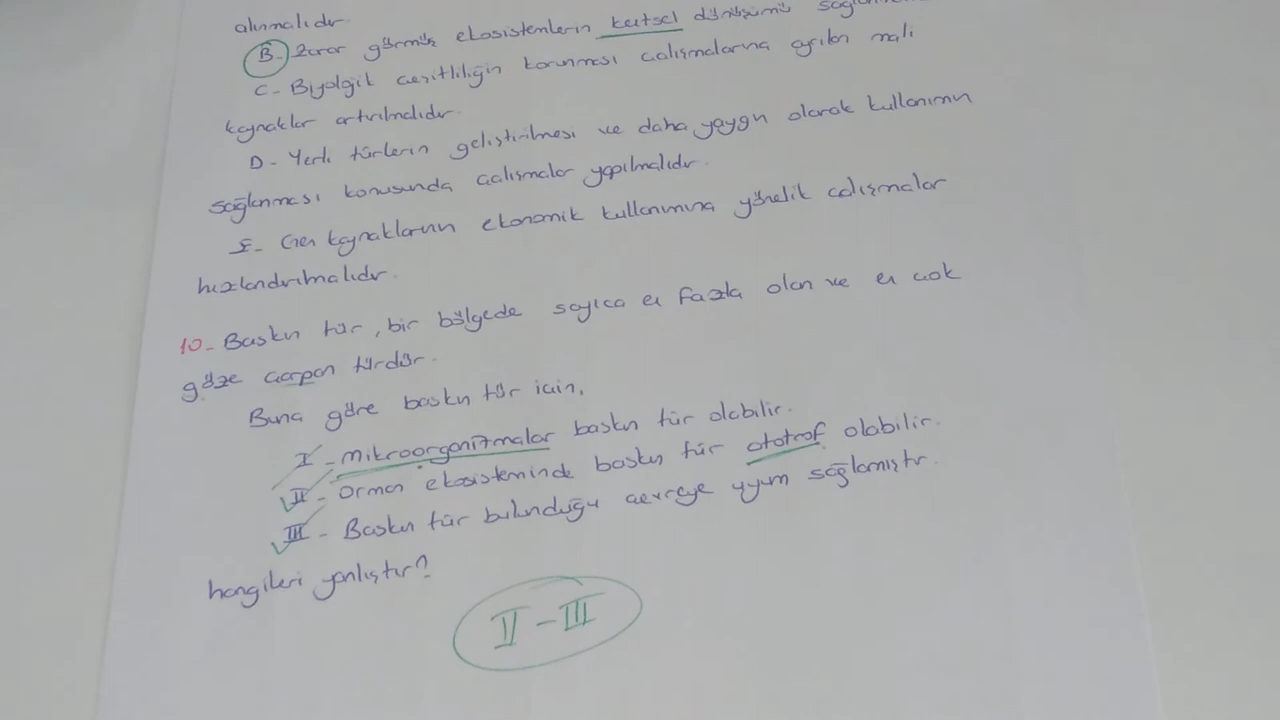 alınmalıdır.
B- Zarar görmüş ekosistemlerin kentsel dönüşümü
C- Biyolojik çeşitliliğin korunması çalışmalarına ayrılan mali
kaynaklar artırılmalıdır.
D- Yerli türlerin geliştirilmesi ve daha yaygın olarak kullanımın
sağlanması konusunda çalışmalar yapılmalıdır.
E- Gen kaynaklarının ekonomik kullanımına yönelik çalışmalar
hızlandırılmalıdır.
10- Baskın tür, bir bölgede sayıca en fazla olan ve en çok
göze çarpan türdür.
Buna göre baskın tür için,
I- Mikroorganizmalar baskın tür olabilir.
II- Orman ekosisteminde baskın tür ototrof olabilir.
III- Baskın tür bulunduğu çevreye uyum sağlamıştır.
hangileri yanlıştır?
II-III